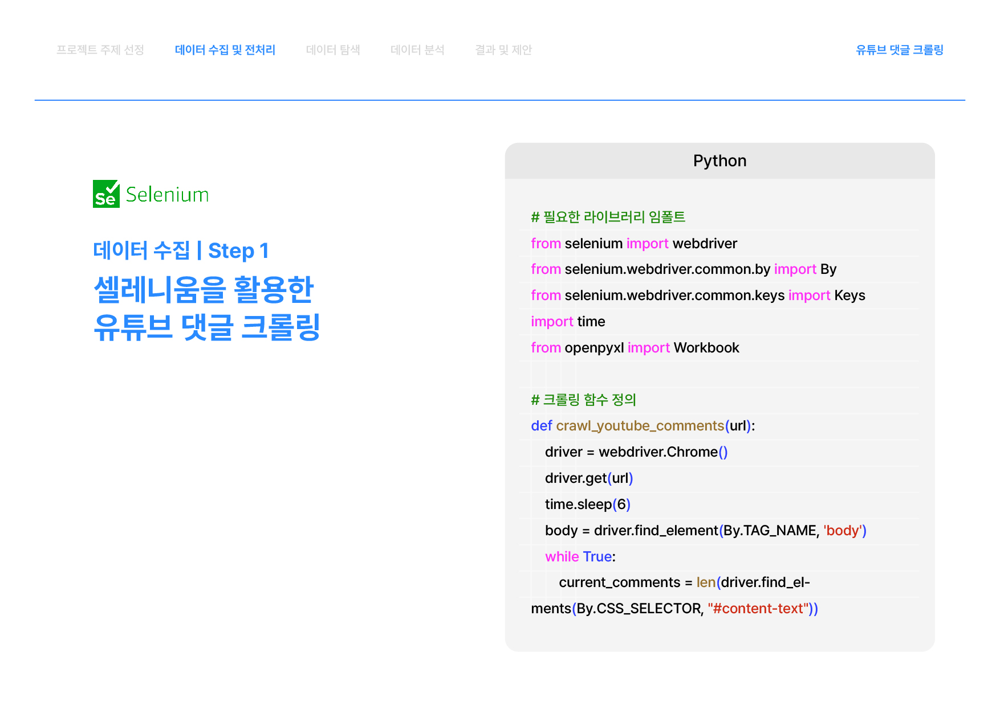 프로젝트 주제 선정 데이터 수집 및 전처리 데이터 탐색 데이터 분석 결과 및 제안 유튜브 댓글 크롤링
Se Selenium
데이터 수집 | Step 1
셀레니움을 활용한
유튜브 댓글 크롤링
Python
# 필요한 라이브러리 임폴트
from selenium import webdriver
from selenium.webdriver.common.by import By
from selenium.webdriver.common.keys import Keys
import time
from openpyxl import Workbook
# 크롤링 함수 정의
def crawl_youtube_comments(url):
driver = webdriver.Chrome()
driver.get(url)
time.sleep(6)
body = driver.find_element(By.TAG_NAME, 'body')
while True:
current_comments = len(driver.find_el-
ments(By.CSS_SELECTOR, "#content-text"))